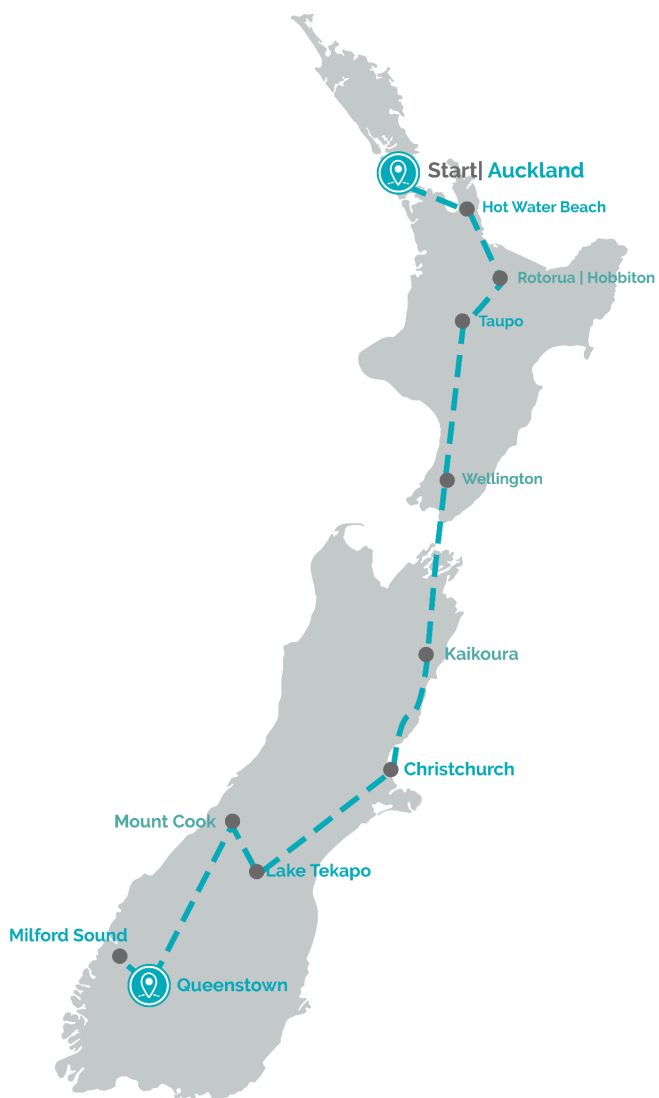 Start| Auckland
Hot Water Beach
Rotorua | Hobbiton
Taupo
Wellington
Kaikoura
Christchurch
Mount Cook
Lake Tekapo
Milford Sound
Queenstown